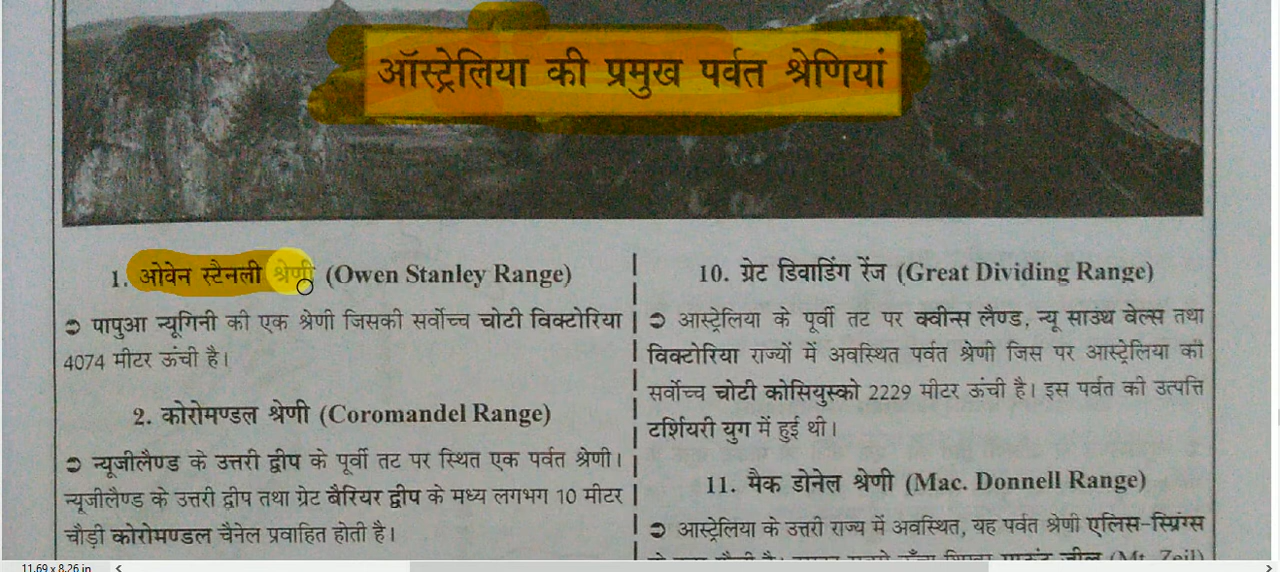 ऑस्ट्रेलिया की प्रमुख पर्वत श्रेणियां
1. ओवेन स्टैनली श्रेणी (Owen Stanley Range)
➲ पापुआ न्यूगिनी की एक श्रेणी जिसकी सर्वोच्च चोटी विक्टोरिया
4074 मीटर ऊंची है।
2. कोरोमण्डल श्रेणी (Coromandel Range)
➲ न्यूजीलैण्ड के उत्तरी द्वीप के पूर्वी तट पर स्थित एक पर्वत श्रेणी।
न्यूजीलैण्ड के उत्तरी द्वीप तथा ग्रेट बैरियर द्वीप के मध्य लगभग 10 मीटर
चौड़ी कोरोमण्डल चैनेल प्रवाहित होती है।
10. ग्रेट डिवाडिंग रेंज (Great Dividing Range)
➲ आस्ट्रेलिया के पूर्वी तट पर क्वीन्स लैण्ड, न्यू साउथ वेल्स तथा
विक्टोरिया राज्यों में अवस्थित पर्वत श्रेणी जिस पर आस्ट्रेलिया की
सर्वोच्च चोटी कोसियुस्को 2229 मीटर ऊंची है। इस पर्वत की उत्पत्ति
टर्शियरी युग में हुई थी।
11. मैक डोनेल श्रेणी (Mac. Donnell Range)
➲ आस्ट्रेलिया के उत्तरी राज्य में अवस्थित, यह पर्वत श्रेणी एलिस-स्प्रिंग्स
माउंट जील (Mt. Zeil)
11.69 x 8.26 in